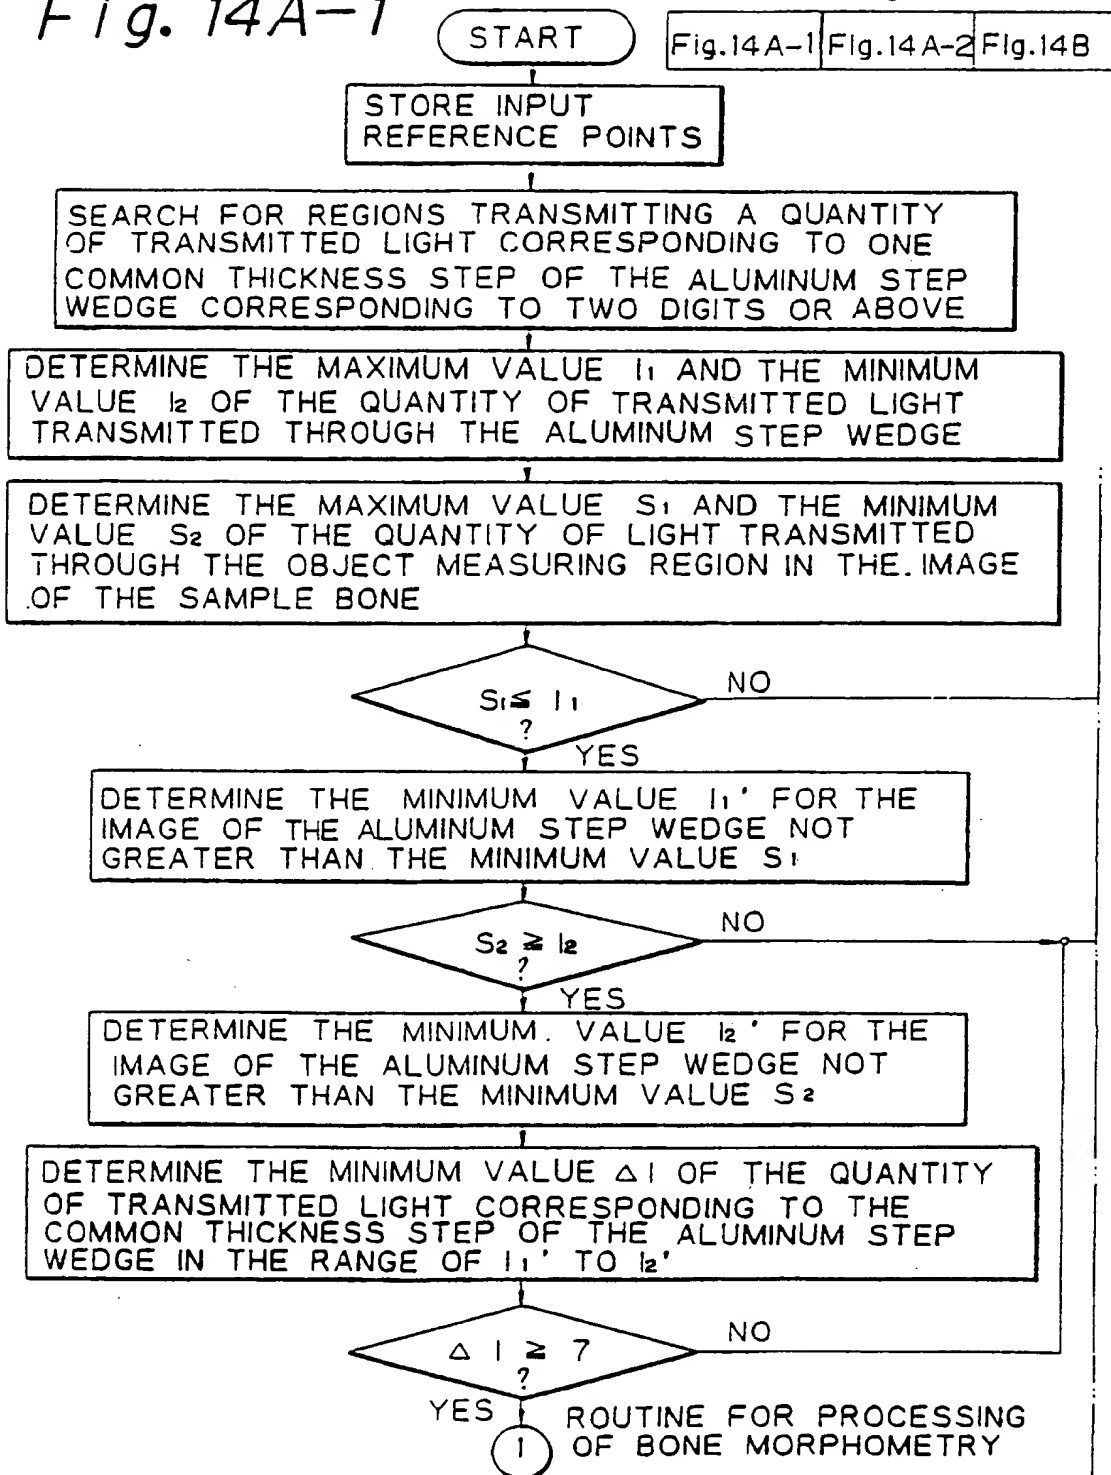 Fig. 14A-1
START
Fig.14A-1 Fig.14A-2 Fig.14B
STORE INPUT
REFERENCE POINTS
SEARCH FOR REGIONS TRANSMITTING A QUANTITY
OF TRANSMITTED LIGHT CORRESPONDING TO ONE
COMMON THICKNESS STEP OF THE ALUMINUM STEP
WEDGE CORRESPONDING TO TWO DIGITS OR ABOVE
DETERMINE THE MAXIMUM VALUE I₁ AND THE MINIMUM
VALUE I₂ OF THE QUANTITY OF TRANSMITTED LIGHT
TRANSMITTED THROUGH THE ALUMINUM STEP WEDGE
DETERMINE THE MAXIMUM VALUE S₁ AND THE MINIMUM
VALUE S₂ OF THE QUANTITY OF LIGHT TRANSMITTED
THROUGH THE OBJECT MEASURING REGION IN THE.IMAGE
OF THE SAMPLE BONE
S₁ ≦ I₁
?
NO
YES
DETERMINE THE MINIMUM VALUE I₁' FOR THE
IMAGE OF THE ALUMINUM STEP WEDGE NOT
GREATER THAN THE MINIMUM VALUE S₁
S₂ ≧ I₂
?
NO
YES
DETERMINE THE MINIMUM. VALUE I₂' FOR THE
IMAGE OF THE ALUMINUM STEP WEDGE NOT
GREATER THAN THE MINIMUM VALUE S₂
DETERMINE THE MINIMUM VALUE △I OF THE QUANTITY
OF TRANSMITTED LIGHT CORRESPONDING TO THE
COMMON THICKNESS STEP OF THE ALUMINUM STEP
WEDGE IN THE RANGE OF I₁' TO I₂'
△ I ≧ 7
?
NO
YES
1
ROUTINE FOR PROCESSING
OF BONE MORPHOMETRY